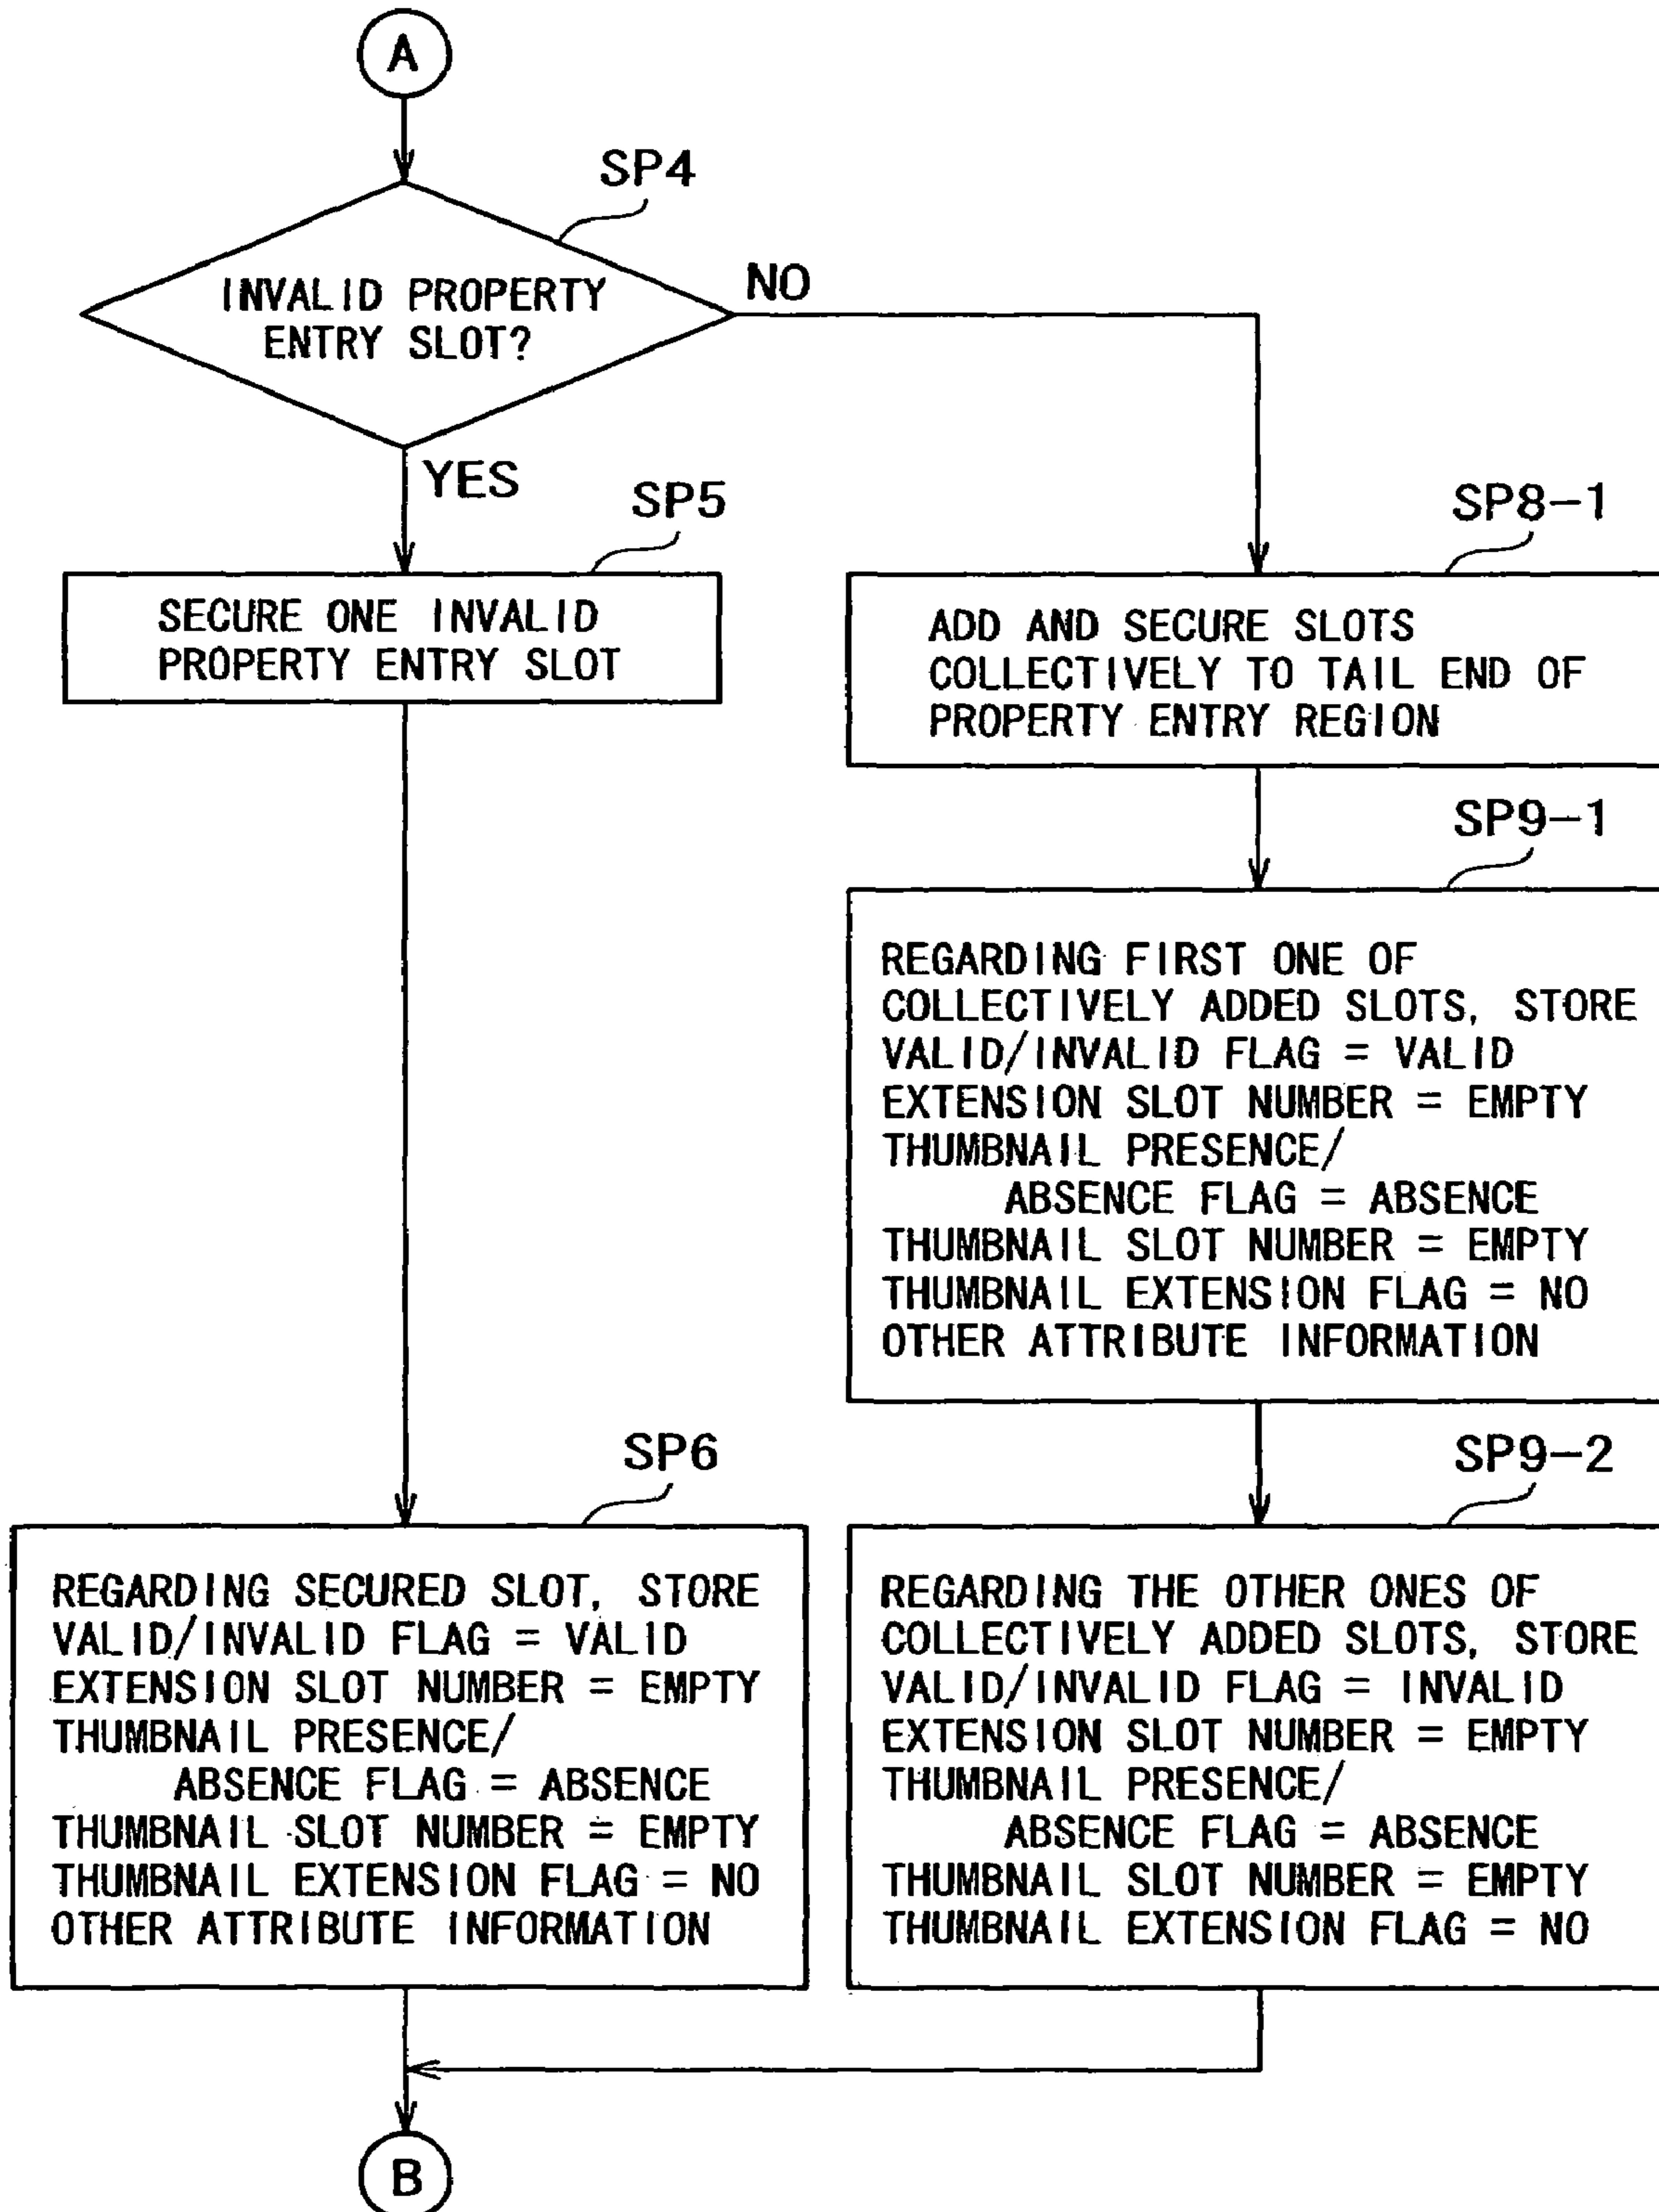 A
SP4
INVALID PROPERTY
ENTRY SLOT?
NO
YES
SP5
SECURE ONE INVALID
PROPERTY ENTRY SLOT
SP8-1
ADD AND SECURE SLOTS
COLLECTIVELY TO TAIL END OF
PROPERTY ENTRY REGION
SP9-1
REGARDING FIRST ONE OF
COLLECTIVELY ADDED SLOTS, STORE
VALID/INVALID FLAG = VALID
EXTENSION SLOT NUMBER = EMPTY
THUMBNAIL PRESENCE/
ABSENCE FLAG = ABSENCE
THUMBNAIL SLOT NUMBER = EMPTY
THUMBNAIL EXTENSION FLAG = NO
OTHER ATTRIBUTE INFORMATION
SP6
REGARDING SECURED SLOT, STORE
VALID/INVALID FLAG = VALID
EXTENSION SLOT NUMBER = EMPTY
THUMBNAIL PRESENCE/
ABSENCE FLAG = ABSENCE
THUMBNAIL SLOT NUMBER = EMPTY
THUMBNAIL EXTENSION FLAG = NO
OTHER ATTRIBUTE INFORMATION
SP9-2
REGARDING THE OTHER ONES OF
COLLECTIVELY ADDED SLOTS, STORE
VALID/INVALID FLAG = INVALID
EXTENSION SLOT NUMBER = EMPTY
THUMBNAIL PRESENCE/
ABSENCE FLAG = ABSENCE
THUMBNAIL SLOT NUMBER = EMPTY
THUMBNAIL EXTENSION FLAG = NO
B